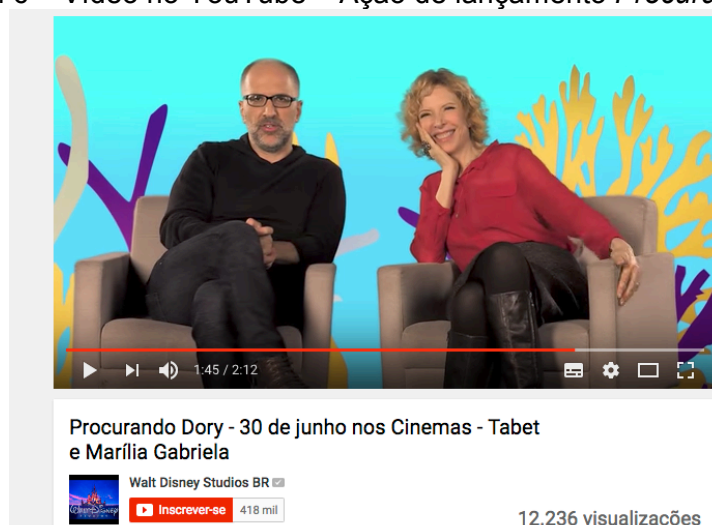 Vídeo no YouTube – Ação de lançamento
1:45 / 2:12
Procurando Dory - 30 de junho nos Cinemas - Tabet
e Marília Gabriela
Walt Disney Studios BR
Inscrever-se 418 mil
12.236 visualizações